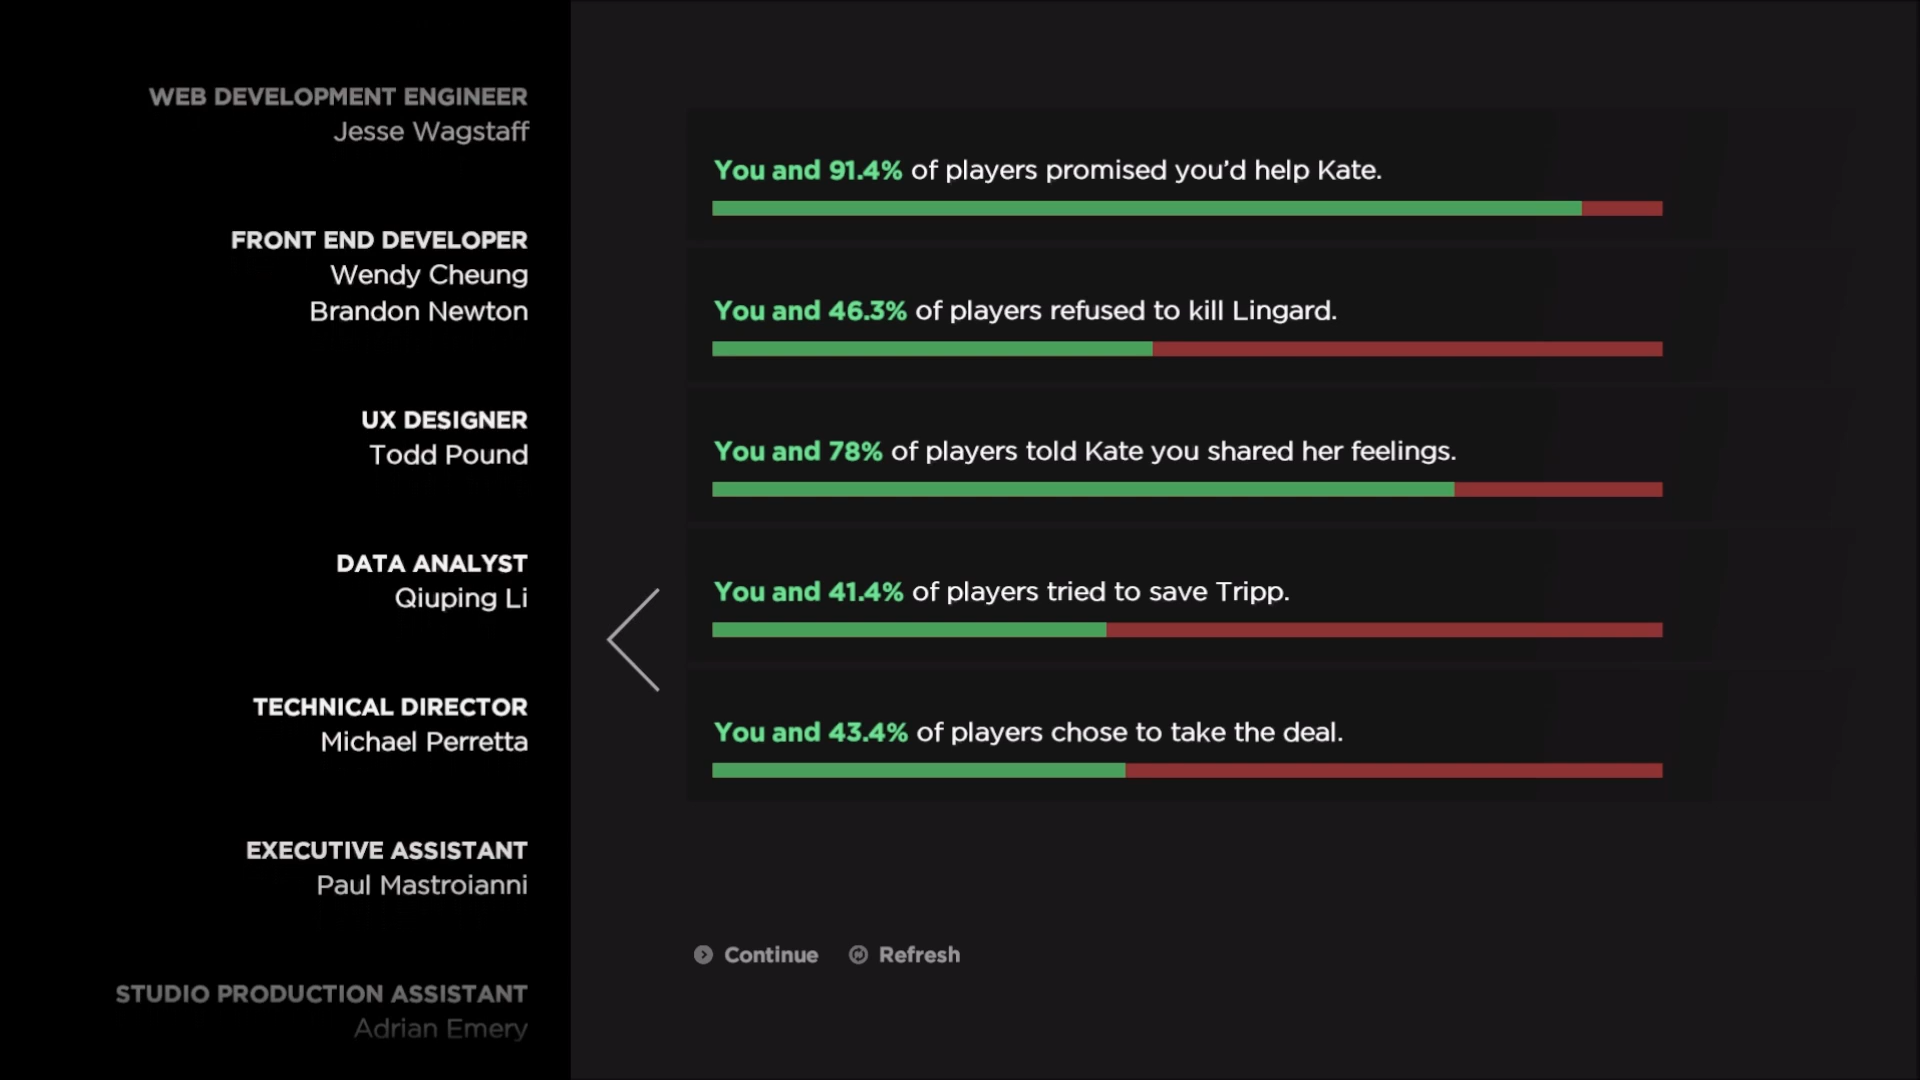 WEB DEVELOPMENT ENGINEER
Jesse Wagstaff
FRONT END DEVELOPER
Wendy Cheung
Brandon Newton
UX DESIGNER
Todd Pound
DATA ANALYST
Qiuping Li
TECHNICAL DIRECTOR
Michael Perretta
EXECUTIVE ASSISTANT
Paul Mastroianni
STUDIO PRODUCTION ASSISTANT
Adrian Emery
You and 91.4% of players promised you’d help Kate.
You and 46.3% of players refused to kill Lingard.
You and 78% of players told Kate you shared her feelings.
You and 41.4% of players tried to save Tripp.
You and 43.4% of players chose to take the deal.
Continue Refresh